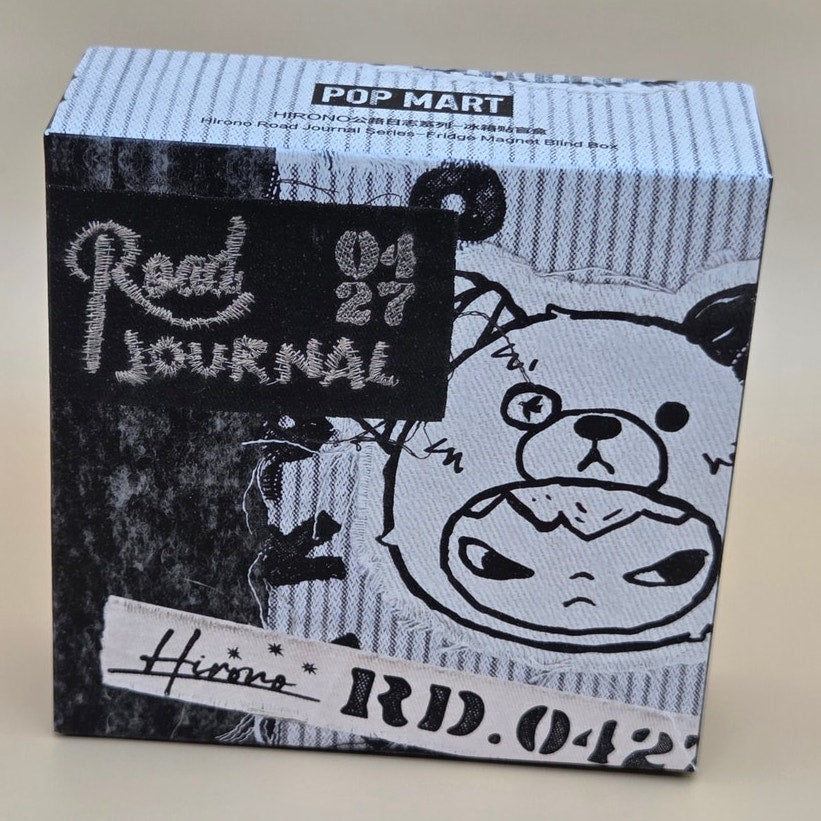 POP MART
HIRONO公路日志系列-冰箱贴盲盒
Hirono Road Journal Series-Fridge Magnet Blind Box
Road
JOURNAL
04
27
Hirono
RD.042